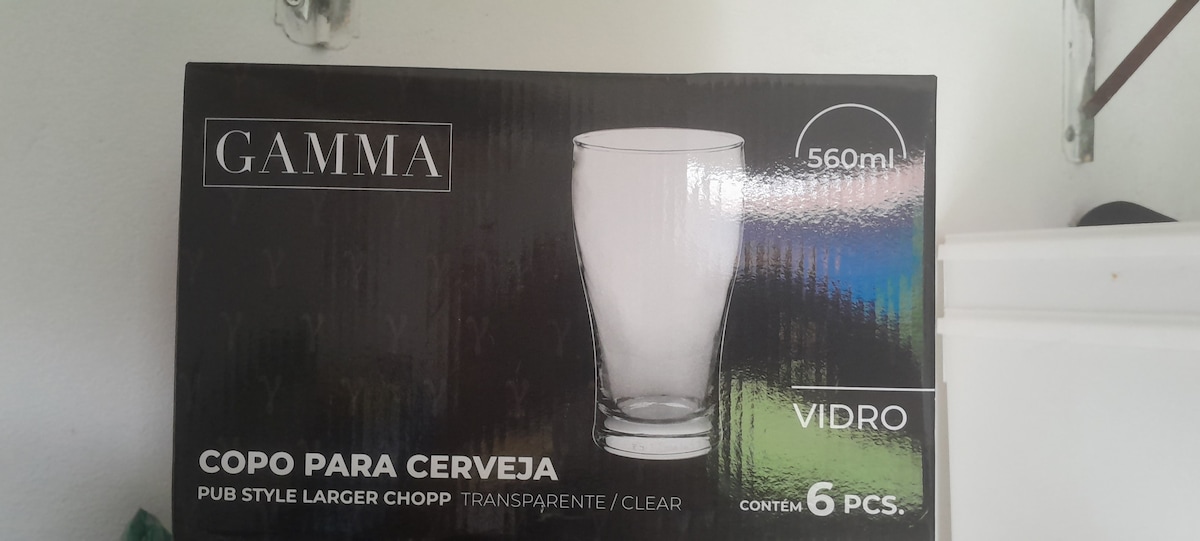 GAMMA
560ml
VIDRO
COPO PARA CERVEJA
PUB STYLE LARGER CHOPP TRANSPARENTE / CLEAR
CONTÉM 6 PCS.